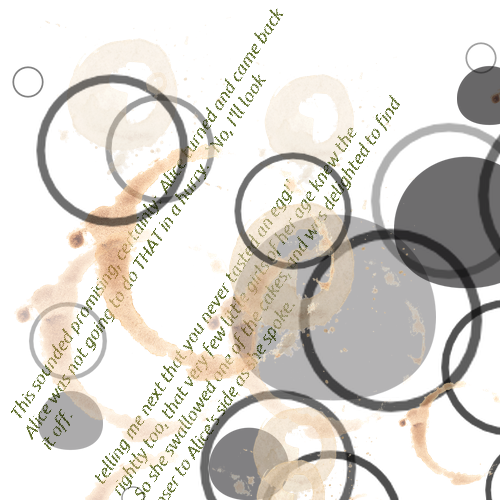 This sounded promising, certainly: Alice turned and came back
Alice was not going to do THAT in a hurry. 'No, I'll look
it off.
telling me next that you never tasted an egg!'
rightly too, that very few little girls of her age knew the
So she swallowed one of the cakes, and was delighted to find
closer to Alice's side as she spoke.